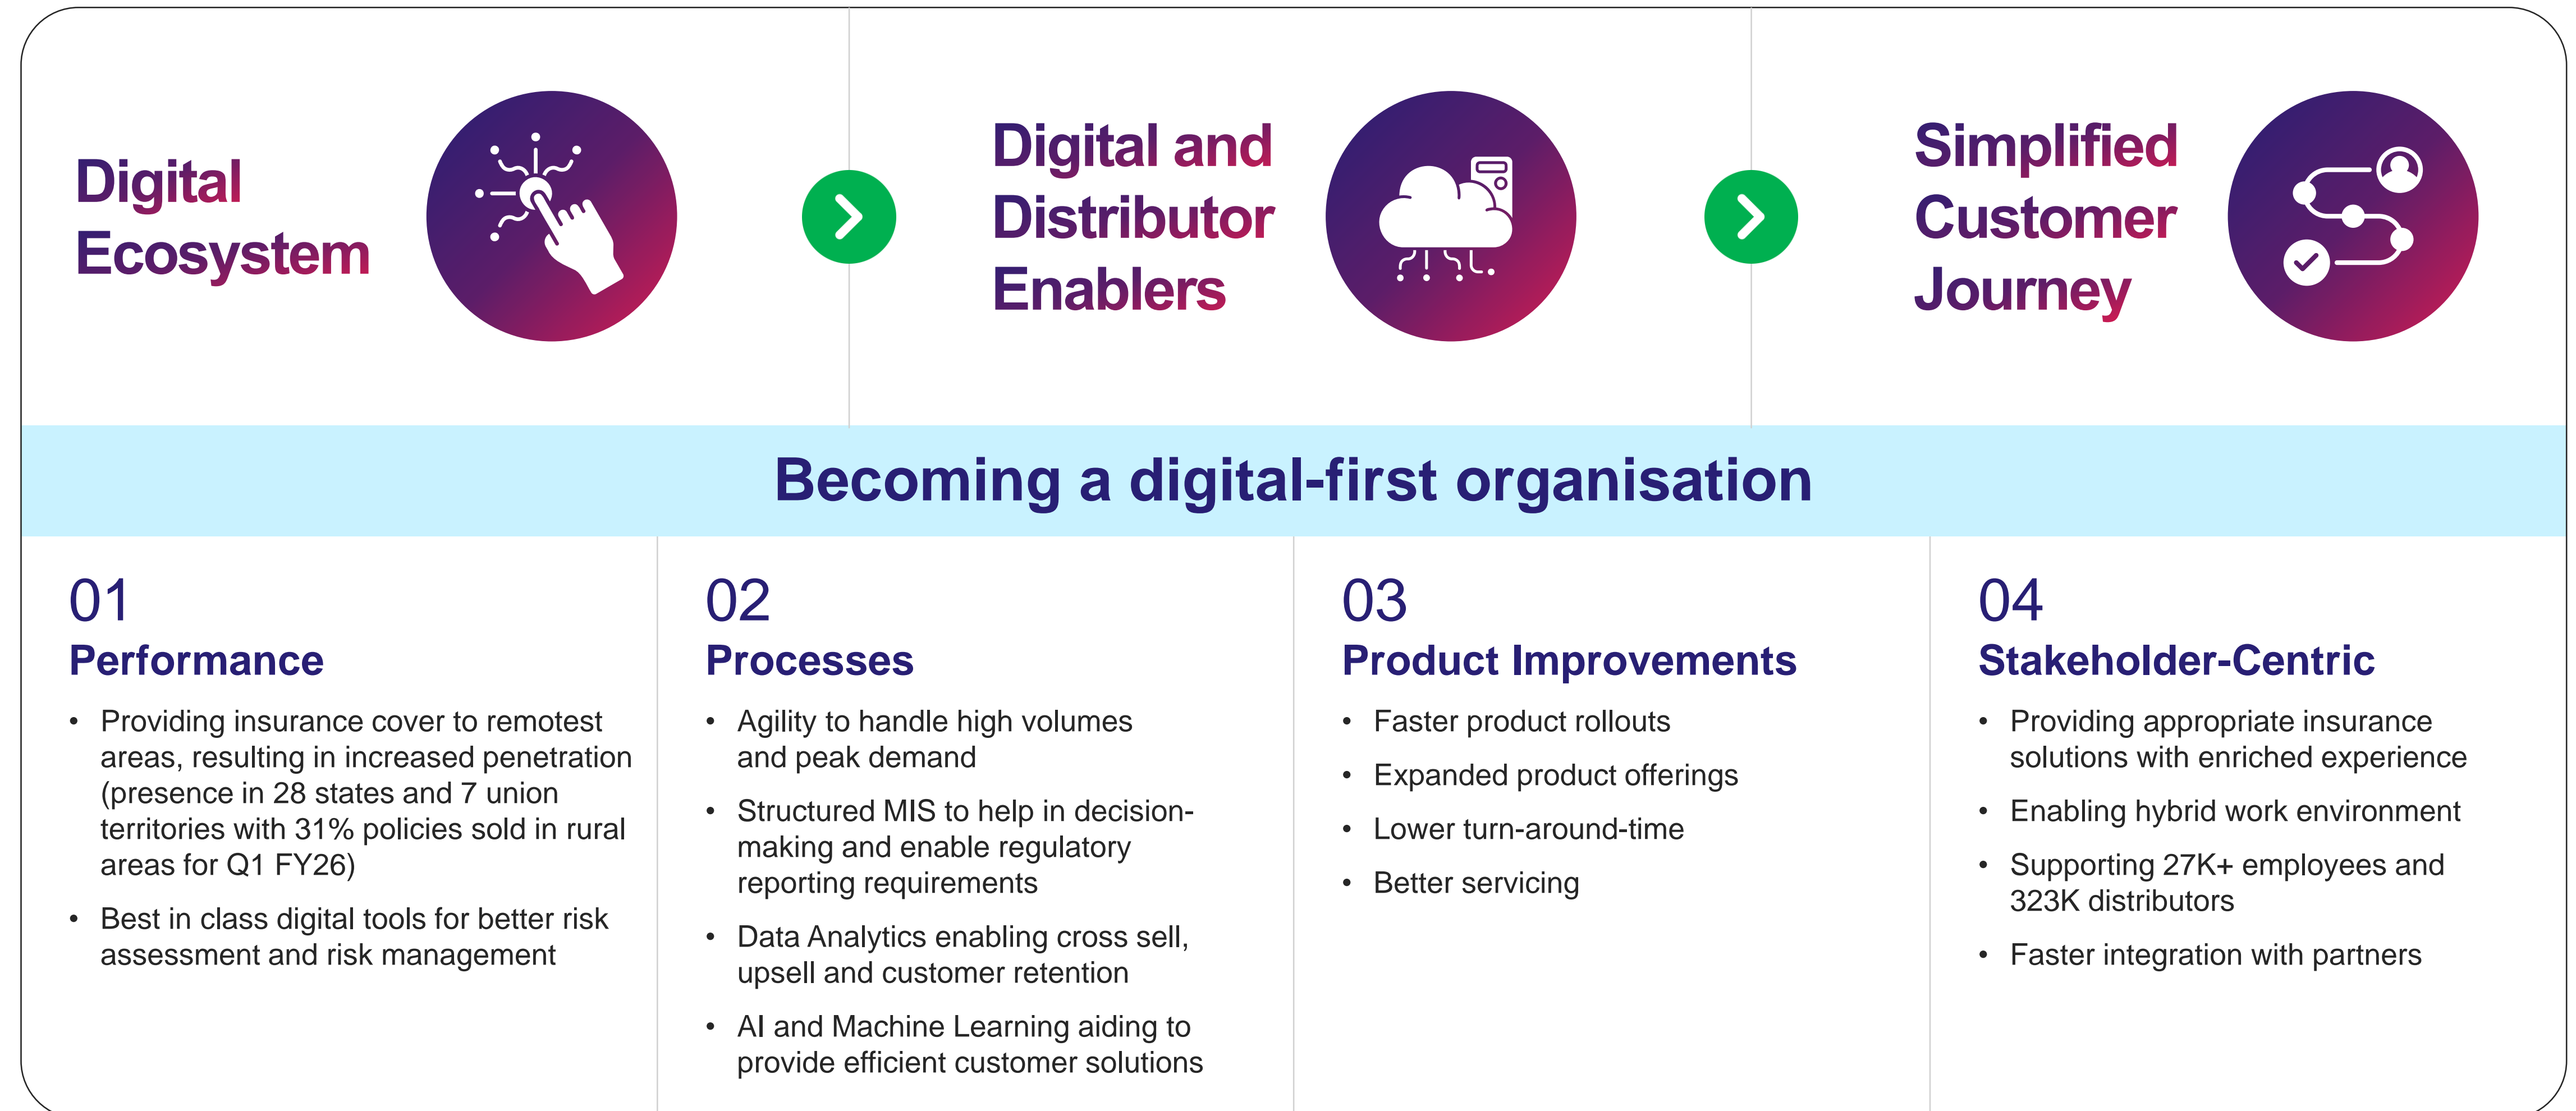 Digital
Ecosystem
Digital and
Distributor
Enablers
Simplified
Customer
Journey
Becoming a digital-first organisation
01
Performance
• Providing insurance cover to remotest
areas, resulting in increased penetration
(presence in 28 states and 7 union
territories with 31% policies sold in rural
areas for Q1 FY26)
• Best in class digital tools for better risk
assessment and risk management
02
Processes
• Agility to handle high volumes
and peak demand
• Structured MIS to help in decision-
making and enable regulatory
reporting requirements
• Data Analytics enabling cross sell,
upsell and customer retention
• AI and Machine Learning aiding to
provide efficient customer solutions
03
Product Improvements
• Faster product rollouts
• Expanded product offerings
• Lower turn-around-time
• Better servicing
04
Stakeholder-Centric
• Providing appropriate insurance
solutions with enriched experience
• Enabling hybrid work environment
• Supporting 27K+ employees and
323K distributors
• Faster integration with partners